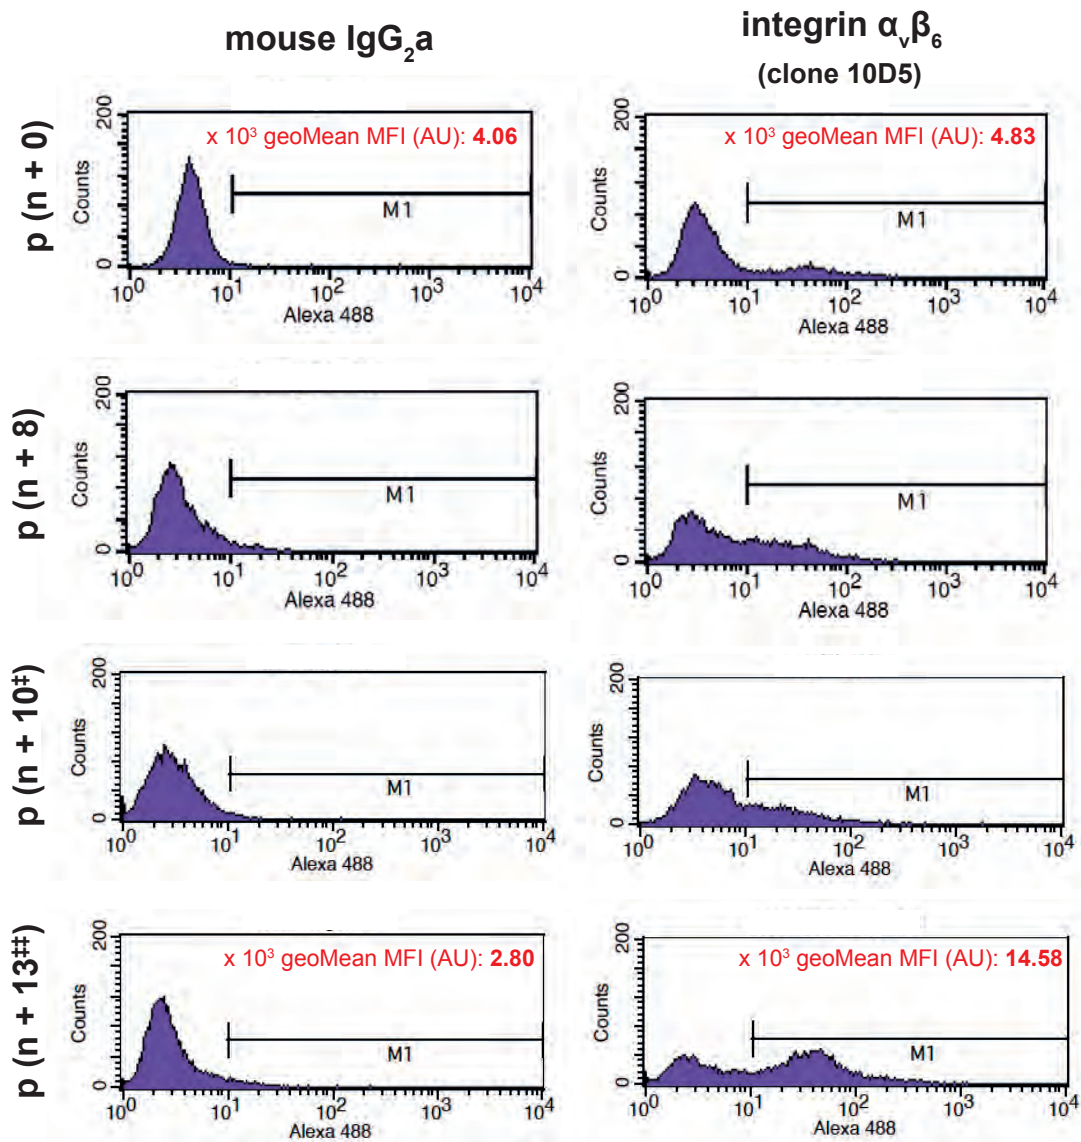 mouse IgG₂a
integrin αᵥβ₆
(clone 10D5)
p (n + 0)
200
Counts
0
x 10³ geoMean MFI (AU): 4.06
M1
10⁰ 10¹ 10² 10³ 10⁴
Alexa 488
200
Counts
0
x 10³ geoMean MFI (AU): 4.83
M1
10⁰ 10¹ 10² 10³ 10⁴
Alexa 488
p (n + 8)
200
Counts
0
M1
10⁰ 10¹ 10² 10³ 10⁴
Alexa 488
200
Counts
0
M1
10⁰ 10¹ 10² 10³ 10⁴
Alexa 488
p (n + 10‡)
200
Counts
0
M1
10⁰ 10¹ 10² 10³ 10⁴
Alexa 488
200
Counts
0
M1
10⁰ 10¹ 10² 10³ 10⁴
Alexa 488
p (n + 13‡‡)
200
Counts
0
x 10³ geoMean MFI (AU): 2.80
M1
10⁰ 10¹ 10² 10³ 10⁴
Alexa 488
200
Counts
0
x 10³ geoMean MFI (AU): 14.58
M1
10⁰ 10¹ 10² 10³ 10⁴
Alexa 488